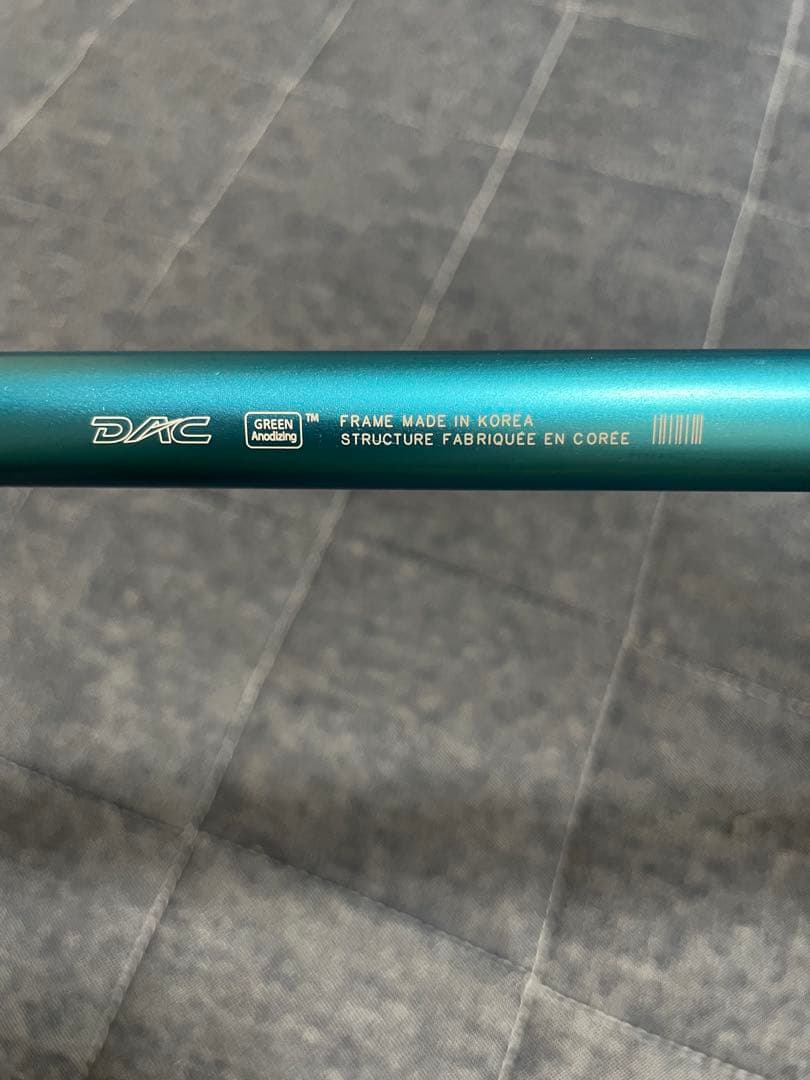 DAC
GREEN
Anodizing
™
FRAME MADE IN KOREA
STRUCTURE FABRIQUÉE EN CORÉE